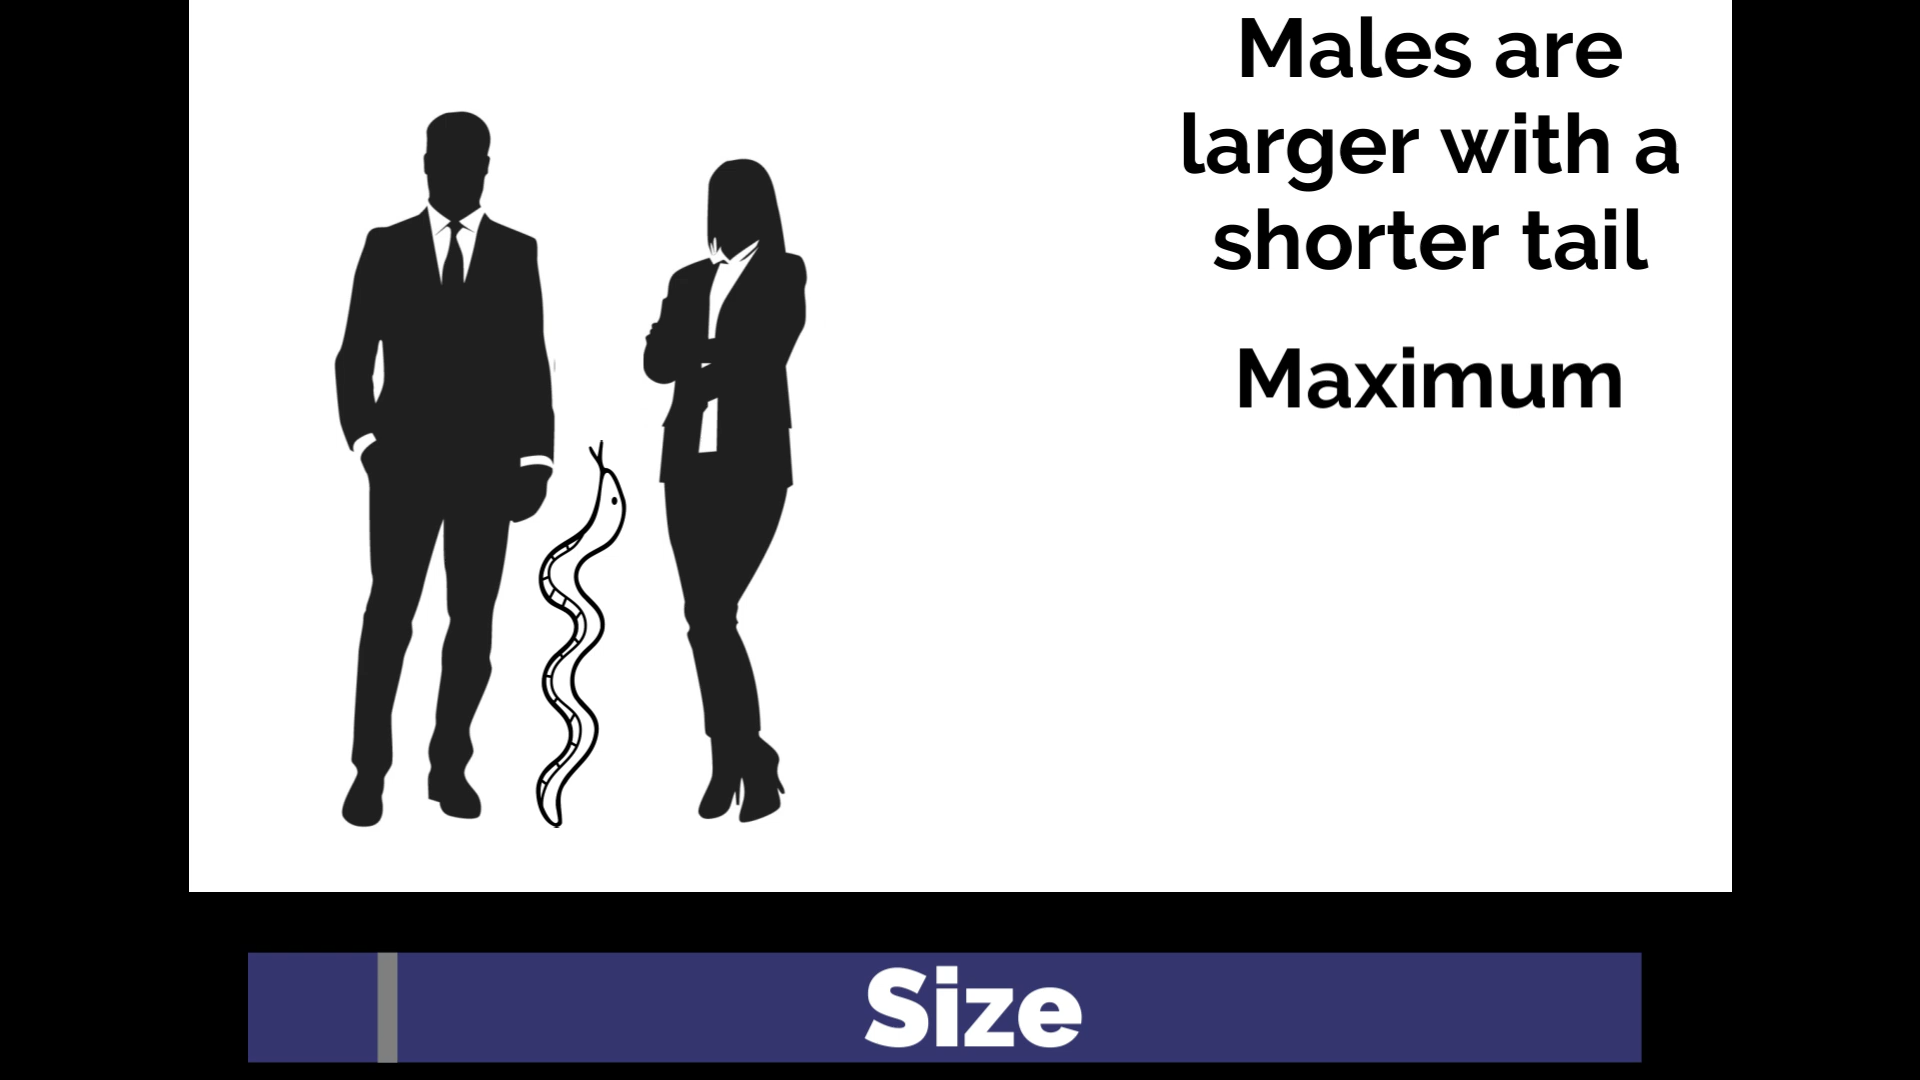 Males are
larger with a
shorter tail
Maximum
Size